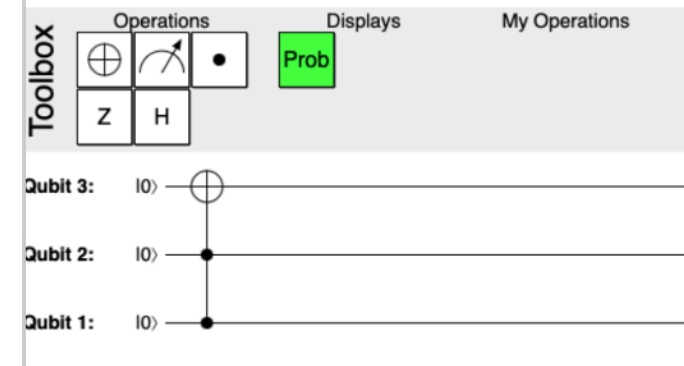 Toolbox
Operations Displays My Operations
Prob
Z H
Qubit 3: |0⟩
Qubit 2: |0⟩
Qubit 1: |0⟩